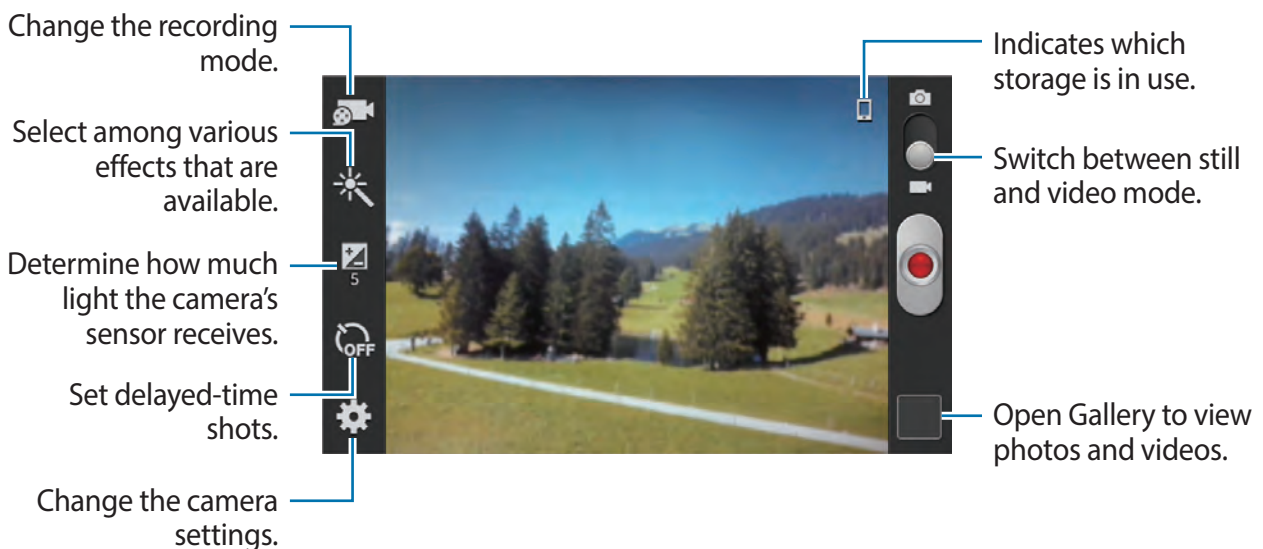 Change the recording
mode.
Select among various
effects that are
available.
Determine how much
light the camera’s
sensor receives.
Set delayed-time
shots.
Change the camera
settings.
5
OFF
Indicates which
storage is in use.
Switch between still
and video mode.
Open Gallery to view
photos and videos.